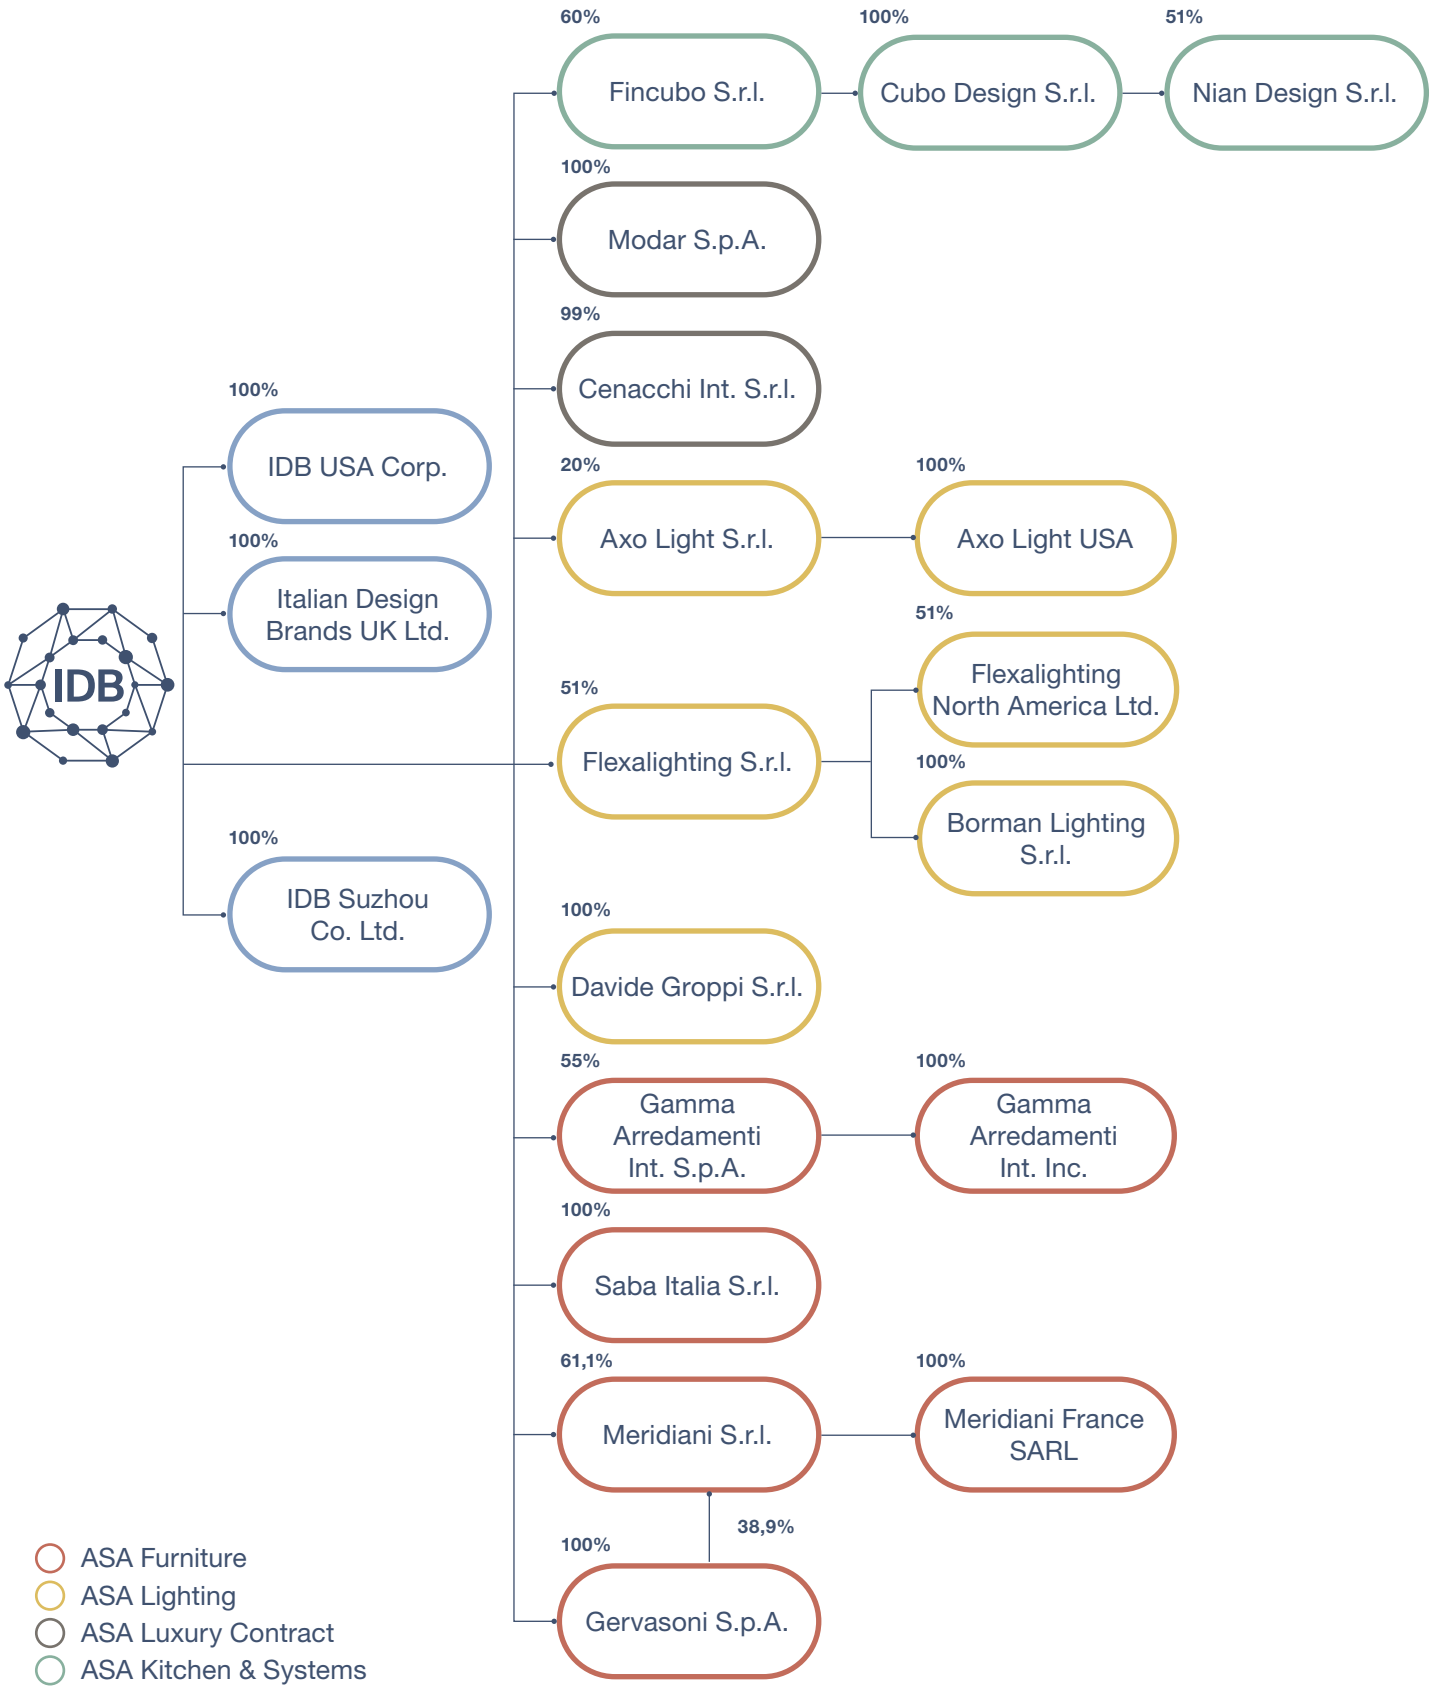 60%
Fincubo S.r.l.
100%
Cubo Design S.r.l.
51%
Nian Design S.r.l.
100%
Modar S.p.A.
99%
Cenacchi Int. S.r.l.
100%
IDB USA Corp.
20%
Axo Light S.r.l.
100%
Axo Light USA
100%
Italian Design
Brands UK Ltd.
IDB
51%
Flexalighting S.r.l.
51%
Flexalighting
North America Ltd.
100%
Borman Lighting
S.r.l.
100%
IDB Suzhou
Co. Ltd.
100%
Davide Groppi S.r.l.
55%
Gamma
Arredamenti
Int. S.p.A.
100%
Gamma
Arredamenti
Int. Inc.
100%
Saba Italia S.r.l.
61,1%
Meridiani S.r.l.
100%
Meridiani France
SARL
38,9%
100%
Gervasoni S.p.A.
ASA Furniture
ASA Lighting
ASA Luxury Contract
ASA Kitchen & Systems